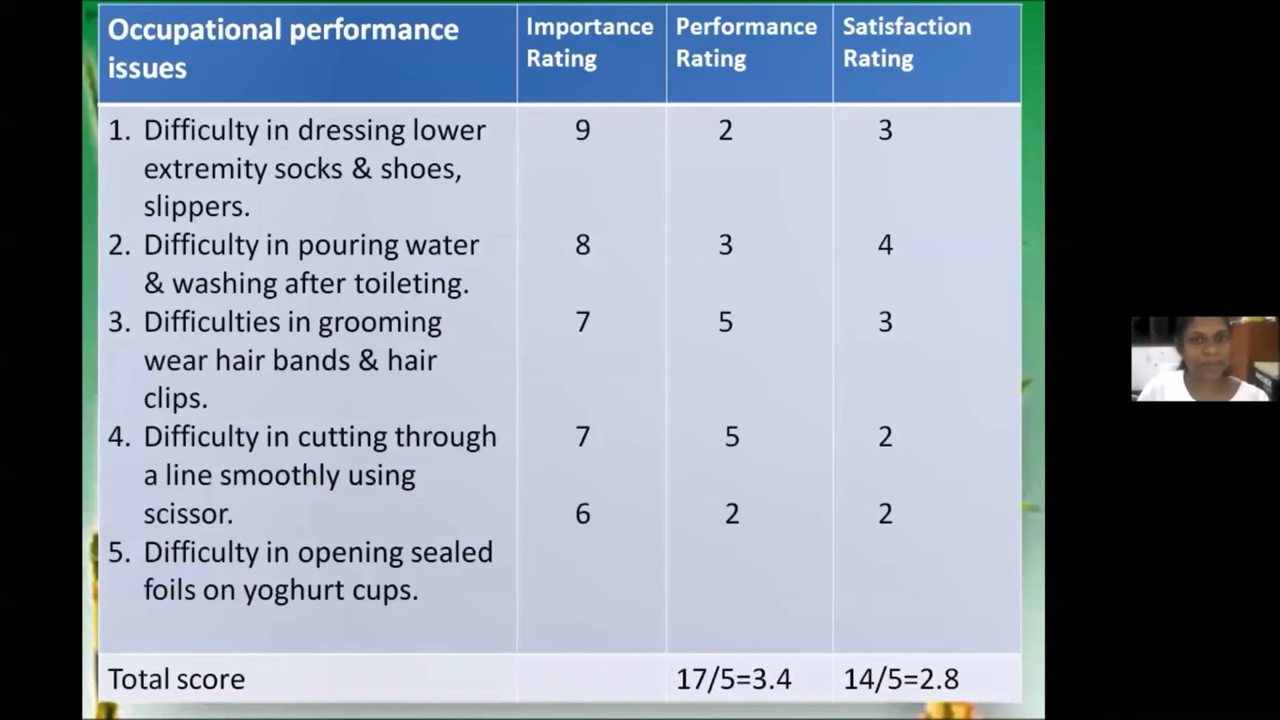 Occupational performance issues Importance Rating Performance Rating Satisfaction Rating
1. Difficulty in dressing lower 9 2 3
extremity socks & shoes,
slippers.
2. Difficulty in pouring water 8 3 4
& washing after toileting.
3. Difficulties in grooming 7 5 3
wear hair bands & hair
clips.
4. Difficulty in cutting through 7 5 2
a line smoothly using
scissor. 6 2 2
5. Difficulty in opening sealed
foils on yoghurt cups.
Total score 17/5=3.4 14/5=2.8